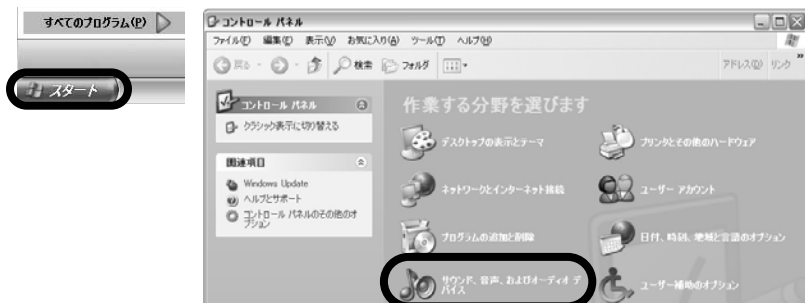 すべてのプログラム(P)
スタート
コントロール パネル
ファイル(F) 編集(E) 表示(V) お気に入り(A) ツール(T) ヘルプ(H)
戻る 検索 フォルダ アドレス(D) リンク
コントロール パネル
クラシック表示に切り替える
関連項目
Windows Update
ヘルプとサポート
コントロール パネルのその他のオ
プション
作業する分野を選びます
デスクトップの表示とテーマ
プリンタとその他のハードウェア
ネットワークとインターネット接続
ユーザー アカウント
プログラムの追加と削除
日付、時刻、地域と言語のオプション
サウンド、音声、およびオーディオ デ
バイス
ユーザー補助のオプション